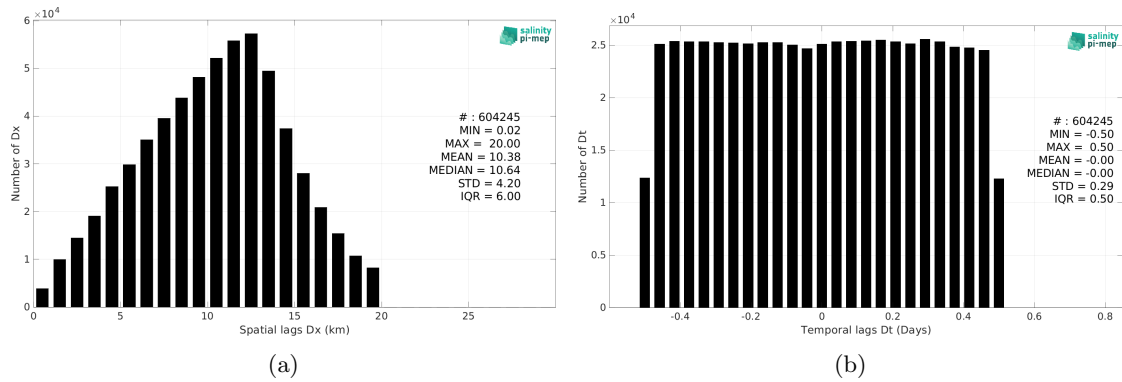 ×10⁴
6
5
4
3
2
1
0
Number of Dx
0 5 10 15 20 25
Spatial lags Dx (km)
salinity
pi-mep
# : 604245
MIN = 0.02
MAX = 20.00
MEAN = 10.38
MEDIAN = 10.64
STD = 4.20
IQR = 6.00
(a)
×10⁴
2.5
2
1.5
1
0.5
0
Number of Dt
-0.4 -0.2 0 0.2 0.4 0.6 0.8
Temporal lags Dt (Days)
salinity
pi-mep
# : 604245
MIN = -0.50
MAX = 0.50
MEAN = -0.00
MEDIAN = -0.00
STD = 0.29
IQR = 0.50
(b)